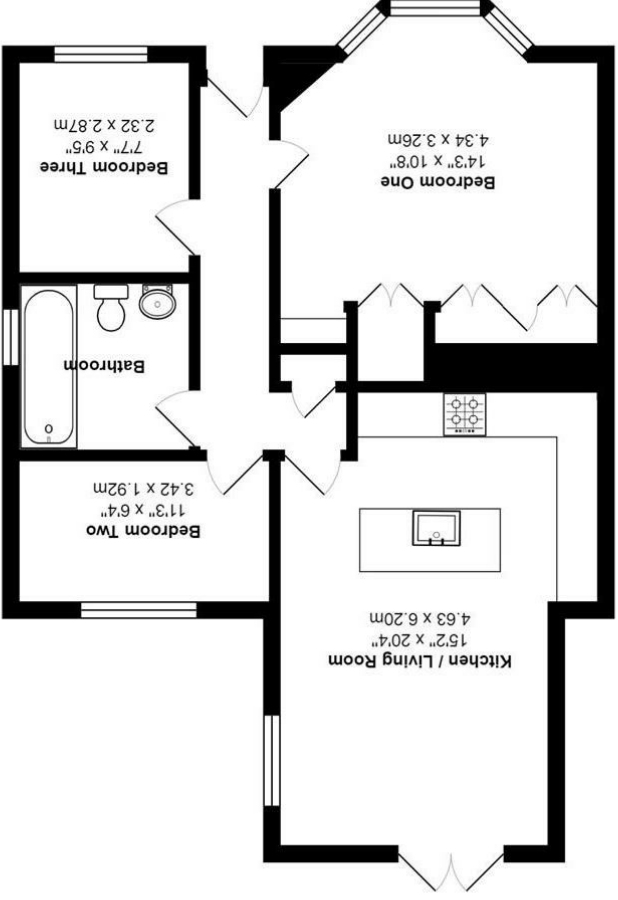 Kitchen / Living Room
15'2" x 20'4"
4.63 x 6.20m
Bedroom Two
11'3" x 6'4"
3.42 x 1.92m
Bathroom
Bedroom One
14'3" x 10'8"
4.34 x 3.26m
Bedroom Three
7'7" x 9'5"
2.32 x 2.87m